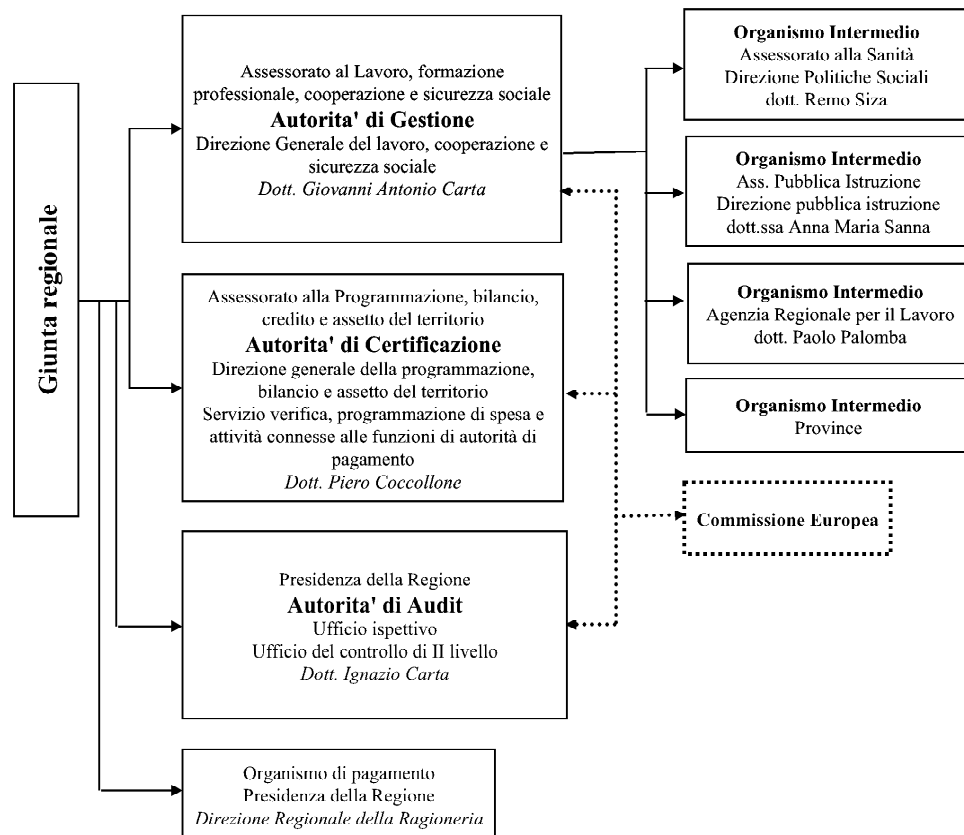 Giunta regionale
Assessorato al Lavoro, formazione
professionale, cooperazione e sicurezza sociale
Autorita' di Gestione
Direzione Generale del lavoro, cooperazione e
sicurezza sociale
Dott. Giovanni Antonio Carta
Assessorato alla Programmazione, bilancio,
credito e assetto del territorio
Autorita' di Certificazione
Direzione generale della programmazione,
bilancio e assetto del territorio
Servizio verifica, programmazione di spesa e
attività connesse alle funzioni di autorità di
pagamento
Dott. Piero Coccollone
Presidenza della Regione
Autorita' di Audit
Ufficio ispettivo
Ufficio del controllo di II livello
Dott. Ignazio Carta
Organismo di pagamento
Presidenza della Regione
Direzione Regionale della Ragioneria
Organismo Intermedio
Assessorato alla Sanità
Direzione Politiche Sociali
dott. Remo Siza
Organismo Intermedio
Ass. Pubblica Istruzione
Direzione pubblica istruzione
dott.ssa Anna Maria Sanna
Organismo Intermedio
Agenzia Regionale per il Lavoro
dott. Paolo Palomba
Organismo Intermedio
Province
Commissione Europea